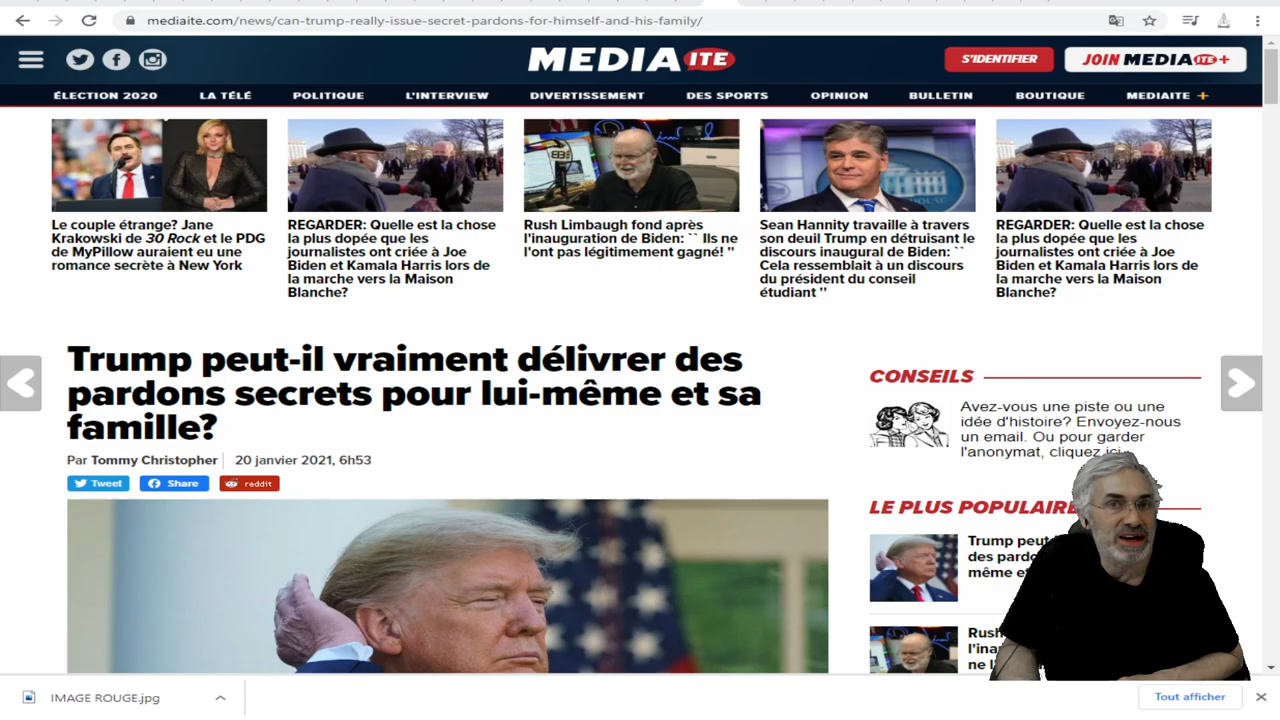 mediaite.com/news/can-trump-really-issue-secret-pardons-for-himself-and-his-family/
MEDIAITE
S'IDENTIFIER
JOIN MEDIAITE+
ÉLECTION 2020
LA TÉLÉ
POLITIQUE
L'INTERVIEW
DIVERTISSEMENT
DES SPORTS
OPINION
BULLETIN
BOUTIQUE
MEDIAITE +
Le couple étrange? Jane
Krakowski de 30 Rock et le PDG
de MyPillow auraient eu une
romance secrète à New York
REGARDER: Quelle est la chose
la plus dopée que les
journalistes ont criée à Joe
Biden et Kamala Harris lors de
la marche vers la Maison
Blanche?
Rush Limbaugh fond après
l'inauguration de Biden: `` Ils ne
l'ont pas légitimement gagné! ''
Sean Hannity travaille à travers
son deuil Trump en détruisant le
discours inaugural de Biden: ``
Cela ressemblait à un discours
du président du conseil
étudiant ''
REGARDER: Quelle est la chose
la plus dopée que les
journalistes ont criée à Joe
Biden et Kamala Harris lors de
la marche vers la Maison
Blanche?
Trump peut-il vraiment délivrer des
pardons secrets pour lui-même et sa
famille?
Par Tommy Christopher
20 janvier 2021, 6h53
Tweet
Share
reddit
CONSEILS
Avez-vous une piste ou une
idée d'histoire? Envoyez-nous
un email. Ou pour garder
l'anonymat, cliquez ici
LE PLUS POPULAIRE
Trump peut
des pardo
même et
Rush
l'ina
ne l
IMAGE ROUGE.jpg
Tout afficher